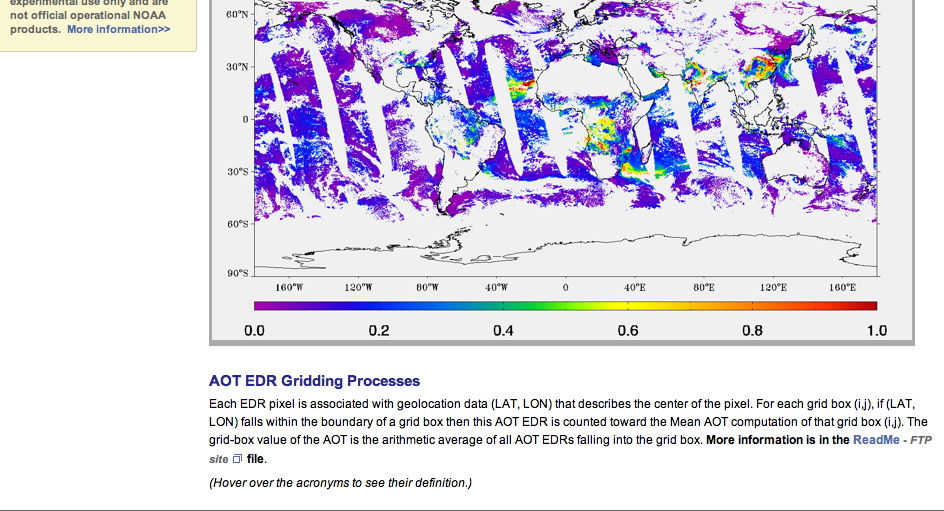 experimental use only and are
not official operational NOAA
products. More information>>
60°N
30°N
0
30°S
60°S
90°S
160°W 120°W 80°W 40°W 0 40°E 80°E 120°E 160°E
0.0 0.2 0.4 0.6 0.8 1.0
AOT EDR Gridding Processes
Each EDR pixel is associated with geolocation data (LAT, LON) that describes the center of the pixel. For each grid box (i,j), if (LAT,
LON) falls within the boundary of a grid box then this AOT EDR is counted toward the Mean AOT computation of that grid box (i,j). The
grid-box value of the AOT is the arithmetic average of all AOT EDRs falling into the grid box. More information is in the ReadMe - FTP
site file.
(Hover over the acronyms to see their definition.)